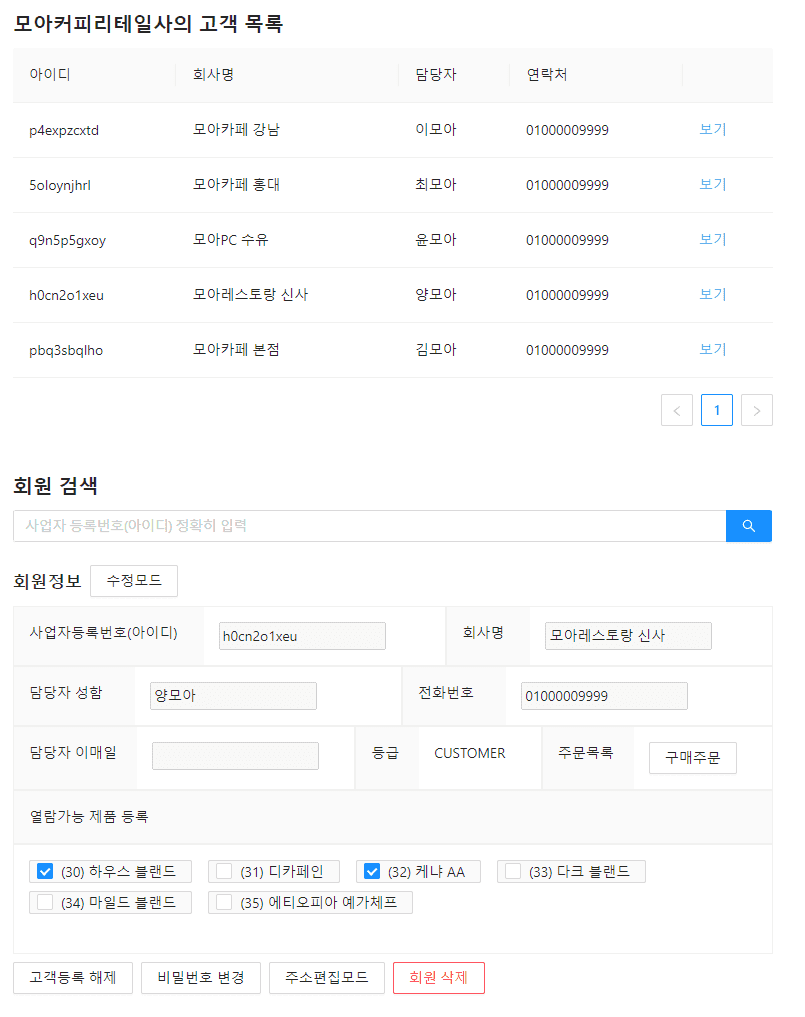 모아커피리테일사의 고객 목록
아이디 회사명 담당자 연락처
p4expzcxtd 모아카페 강남 이모아 01000009999 보기
5oloynjhrl 모아카페 홍대 최모아 01000009999 보기
q9n5p5gxoy 모아PC 수유 윤모아 01000009999 보기
h0cn2o1xeu 모아레스토랑 신사 양모아 01000009999 보기
pbq3sbqlho 모아카페 본점 김모아 01000009999 보기
< 1 >
회원 검색
사업자 등록번호(아이디) 정확히 입력
회원정보 수정모드
사업자등록번호(아이디) h0cn2o1xeu 회사명 모아레스토랑 신사
담당자 성함 양모아 전화번호 01000009999
담당자 이매일 등급 CUSTOMER 주문목록 구매주문
열람가능 제품 등록
(30) 하우스 블랜드 (31) 디카페인 (32) 케냐 AA (33) 다크 블랜드
(34) 마일드 블랜드 (35) 에티오피아 예가체프
고객등록 해제 비밀번호 변경 주소편집모드 회원 삭제